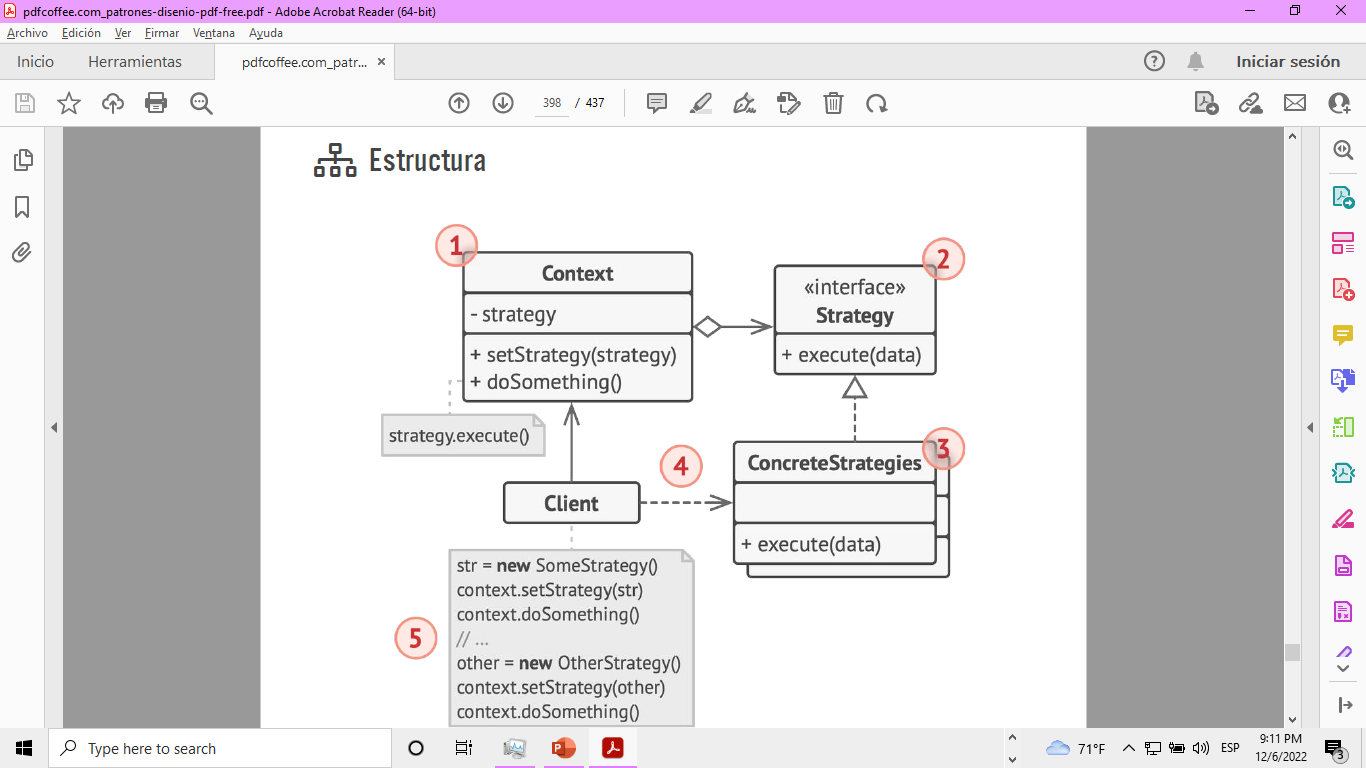 pdfcoffee.com_patrones-disenio-pdf-free.pdf - Adobe Acrobat Reader (64-bit)
Archivo Edición Ver Firmar Ventana Ayuda
Inicio Herramientas pdfcoffee.com_patr... × Iniciar sesión
398 / 437
Estructura
1
Context
- strategy
+ setStrategy(strategy)
+ doSomething()
2
«interface»
Strategy
+ execute(data)
strategy.execute()
3
ConcreteStrategies
+ execute(data)
4
Client
5
str = new SomeStrategy()
context.setStrategy(str)
context.doSomething()
// ...
other = new OtherStrategy()
context.setStrategy(other)
context.doSomething()
Type here to search
71°F
ESP
9:11 PM
12/6/2022
3